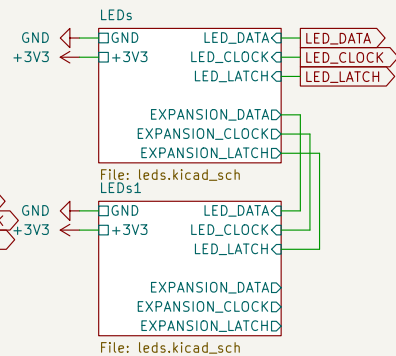 LEDs
GND GND LED_DATA LED_DATA
+3V3 +3V3 LED_CLOCK LED_CLOCK
LED_LATCH LED_LATCH
EXPANSION_DATA
EXPANSION_CLOCK
EXPANSION_LATCH
File: leds.kicad_sch
LEDs1
GND GND LED_DATA
+3V3 +3V3 LED_CLOCK
LED_LATCH
EXPANSION_DATA
EXPANSION_CLOCK
EXPANSION_LATCH
File: leds.kicad_sch